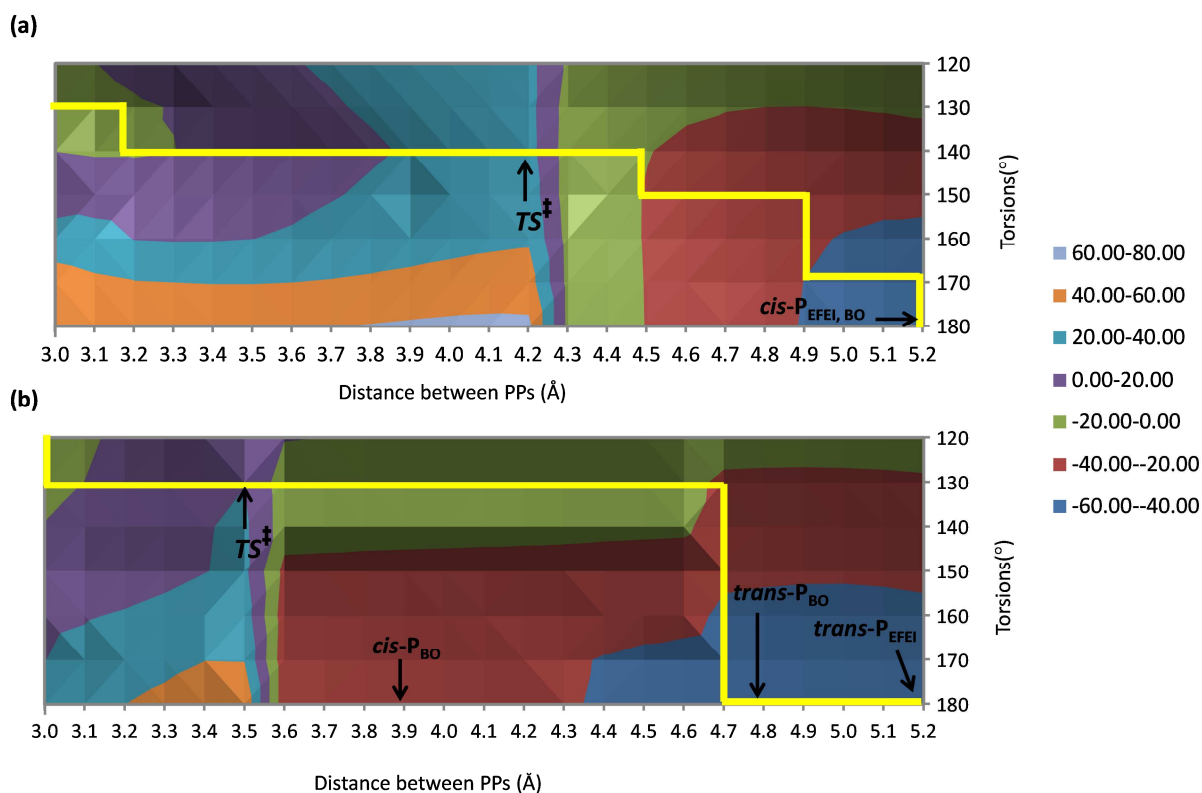 (a)
120
130
140
150
160
170
180
Torsions(°)
TS‡
cis-PEFEI, BO
3.0 3.1 3.2 3.3 3.4 3.5 3.6 3.7 3.8 3.9 4.0 4.1 4.2 4.3 4.4 4.5 4.6 4.7 4.8 4.9 5.0 5.1 5.2
Distance between PPs (Å)
60.00-80.00
40.00-60.00
20.00-40.00
0.00-20.00
-20.00-0.00
-40.00--20.00
-60.00--40.00
(b)
120
130
140
150
160
170
180
Torsions(°)
TS‡
cis-PBO
trans-PBO
trans-PEFEI
3.0 3.1 3.2 3.3 3.4 3.5 3.6 3.7 3.8 3.9 4.0 4.1 4.2 4.3 4.4 4.5 4.6 4.7 4.8 4.9 5.0 5.1 5.2
Distance between PPs (Å)